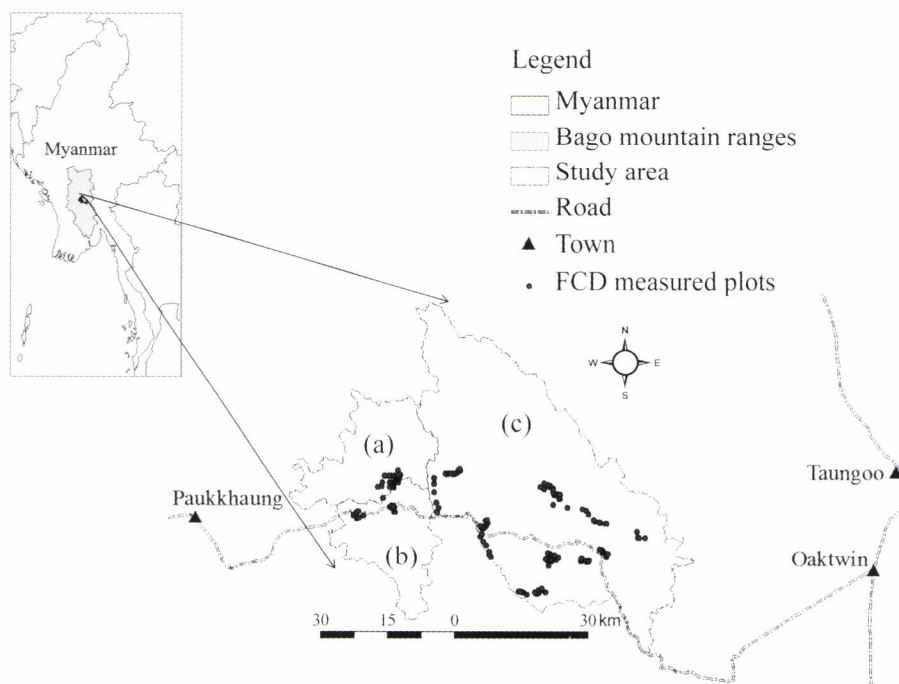 Myanmar
Legend
Myanmar
Bago mountain ranges
Study area
Road
Town
FCD measured plots
N
W E
S
(a)
(c)
Paukkhaung
Taungoo
(b)
Oaktwin
30 15 0 30 km